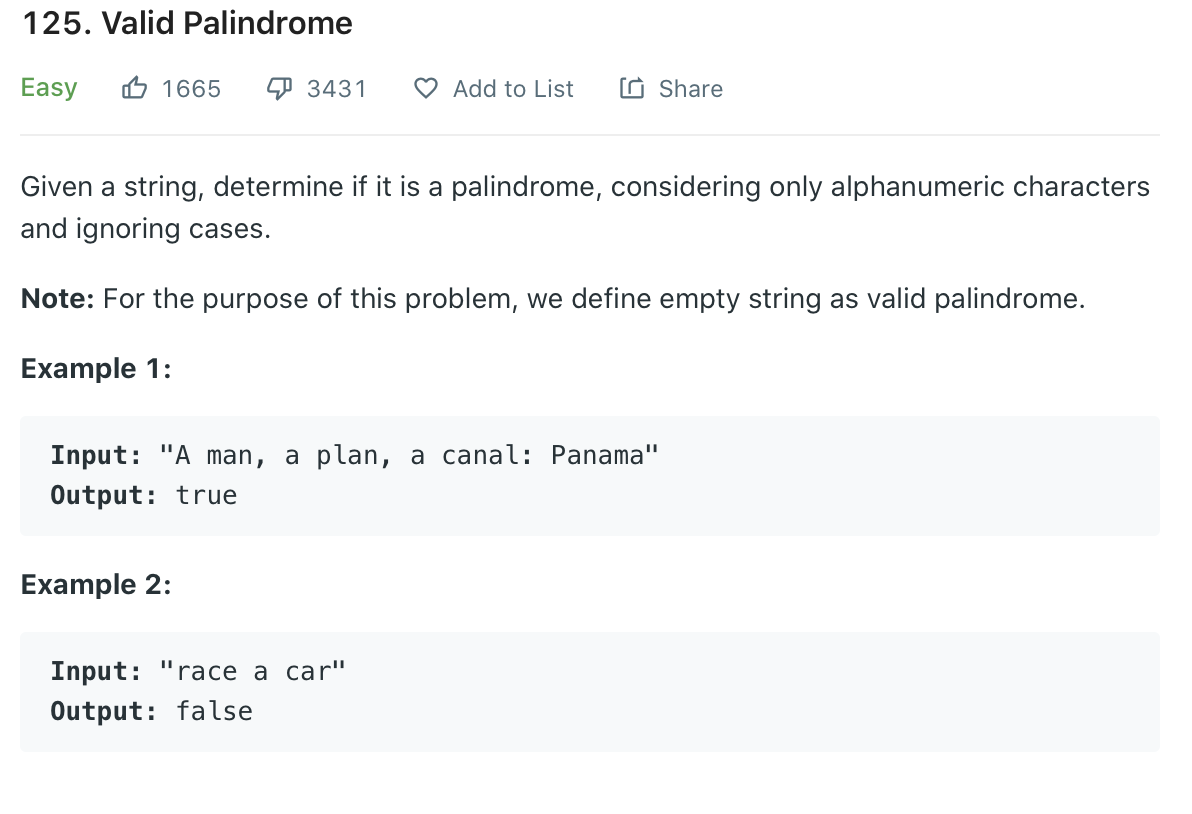 125. Valid Palindrome
Easy 1665 3431 Add to List Share
Given a string, determine if it is a palindrome, considering only alphanumeric characters
and ignoring cases.
Note: For the purpose of this problem, we define empty string as valid palindrome.
Example 1:
Input: "A man, a plan, a canal: Panama"
Output: true
Example 2:
Input: "race a car"
Output: false